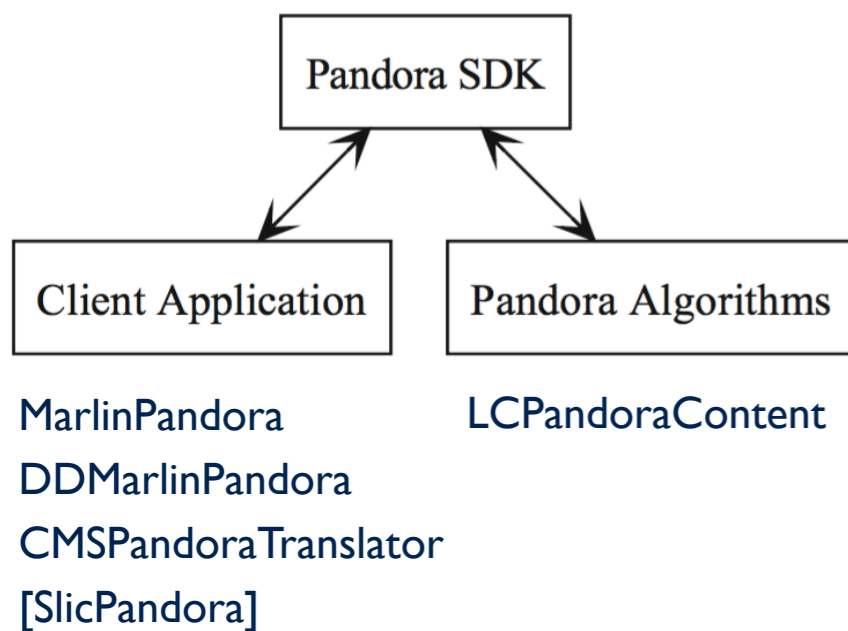 Pandora SDK
Client Application
Pandora Algorithms
MarlinPandora
LCPandoraContent
DDMarlinPandora
CMSPandoraTranslator
[SlicPandora]